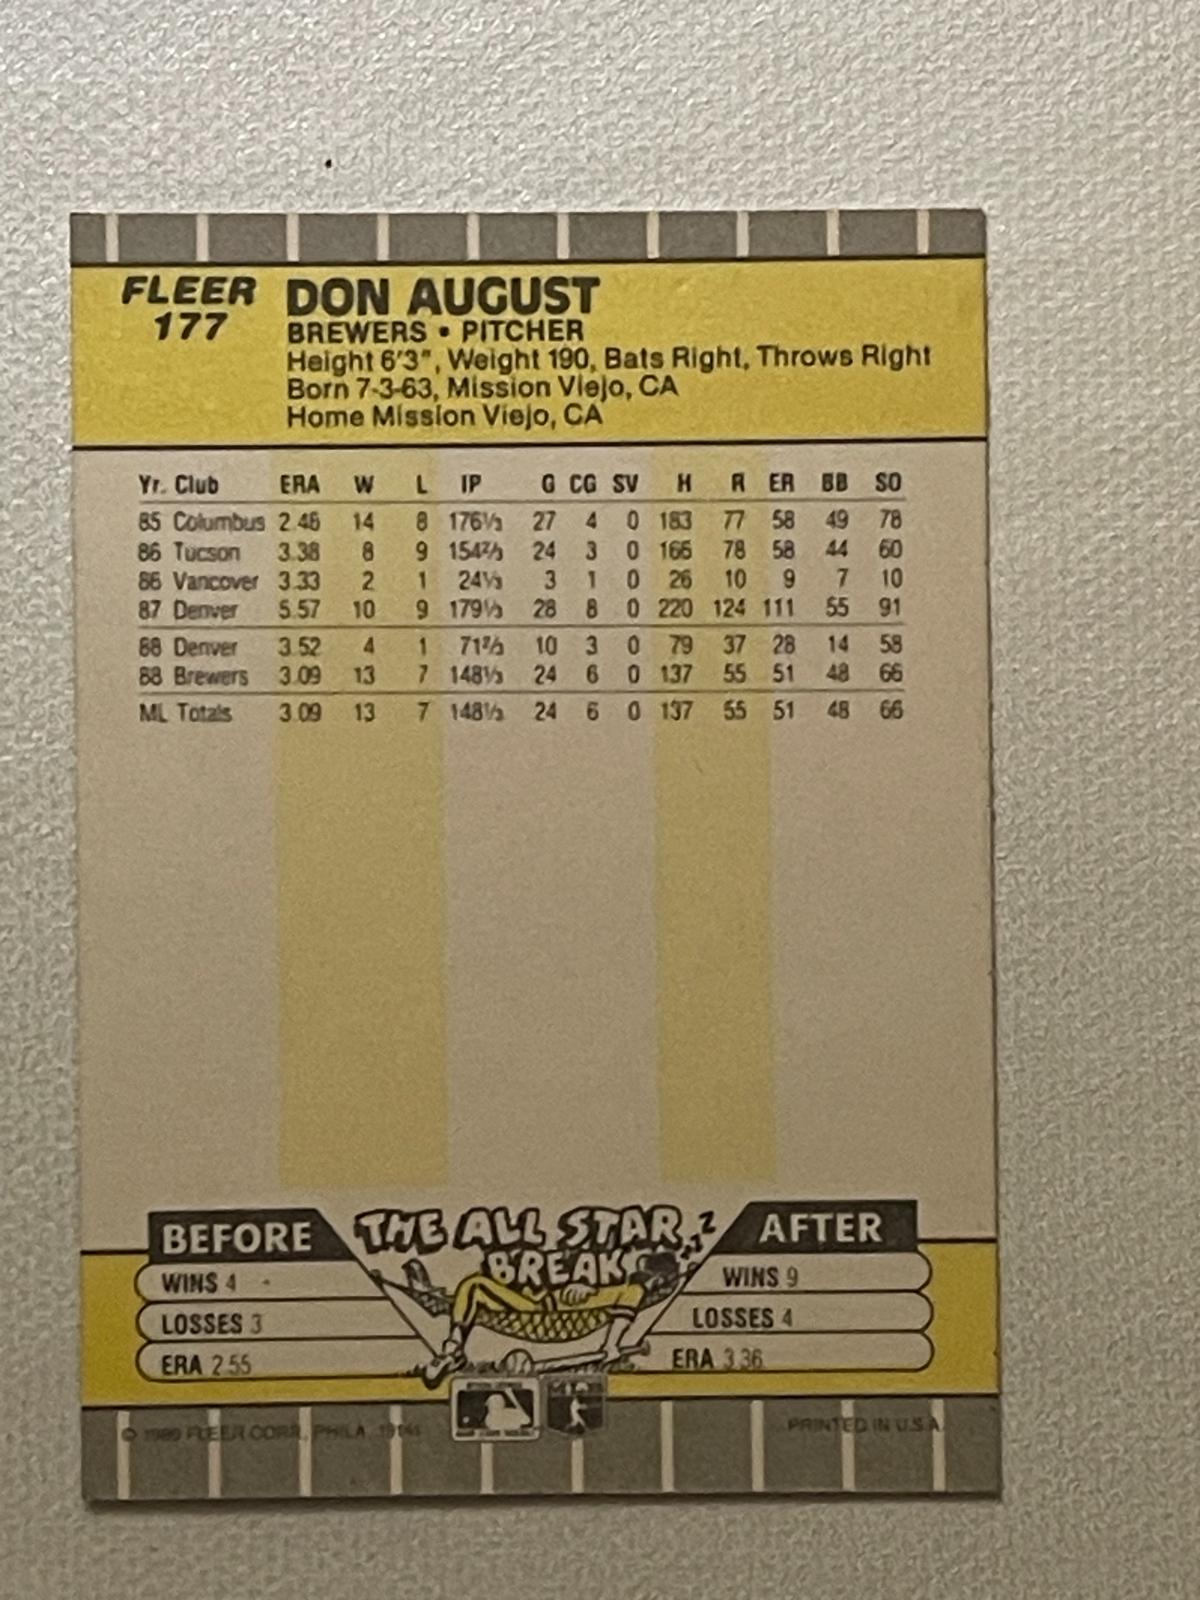 FLEER
177
DON AUGUST
BREWERS • PITCHER
Height 6'3", Weight 190, Bats Right, Throws Right
Born 7-3-63, Mission Viejo, CA
Home Mission Viejo, CA
Yr. Club ERA W L IP G CG SV H R ER BB SO
85 Columbus 2.46 14 8 176⅓ 27 4 0 183 77 58 49 78
86 Tucson 3.38 8 9 154⅔ 24 3 0 166 78 58 44 60
86 Vancover 3.33 2 1 24⅓ 3 1 0 26 10 9 7 10
87 Denver 5.57 10 9 179⅓ 28 8 0 220 124 111 55 91
88 Denver 3.52 4 1 71⅔ 10 3 0 79 37 28 14 58
88 Brewers 3.09 13 7 148⅓ 24 6 0 137 55 51 48 66
ML Totals 3.09 13 7 148⅓ 24 6 0 137 55 51 48 66
BEFORE THE ALL STAR BREAK AFTER
ZZZ
WINS 4 WINS 9
LOSSES 3 LOSSES 4
ERA 2.55 ERA 3.36
© 1989 FLEER CORP., PHILA. 19141 PRINTED IN U.S.A.